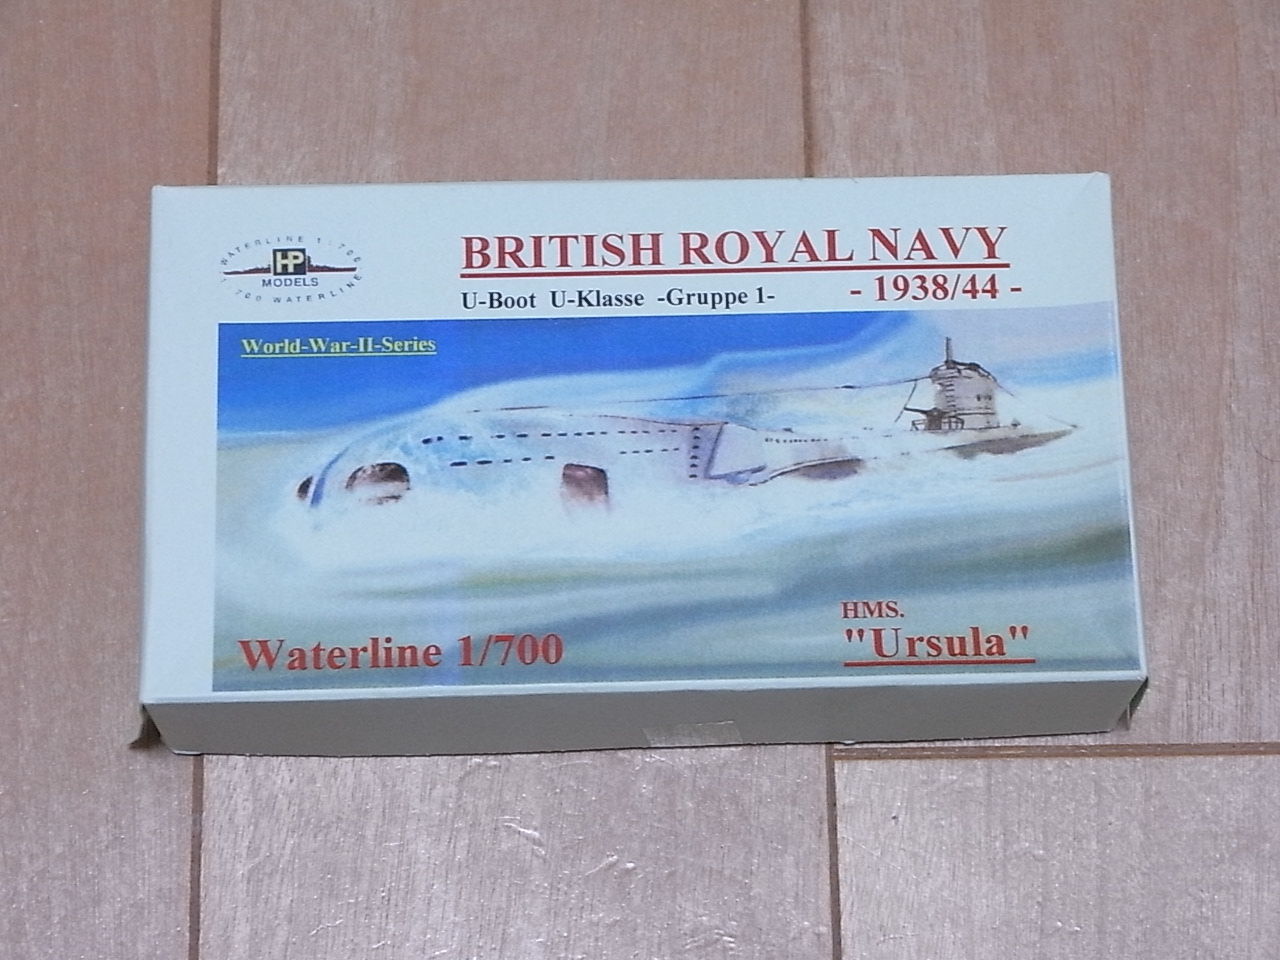 WATERLINE 1:700
HP
MODELS
1:700 WATERLINE
BRITISH ROYAL NAVY
U-Boot U-Klasse -Gruppe 1-
- 1938/44 -
World-War-II-Series
HMS.
Waterline 1/700
"Ursula"